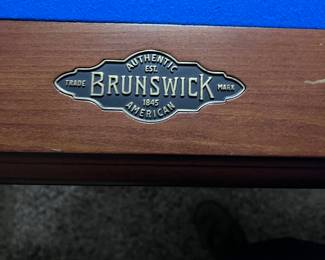 AUTHENTIC
EST.
TRADE BRUNSWICK MARK
1845
AMERICAN